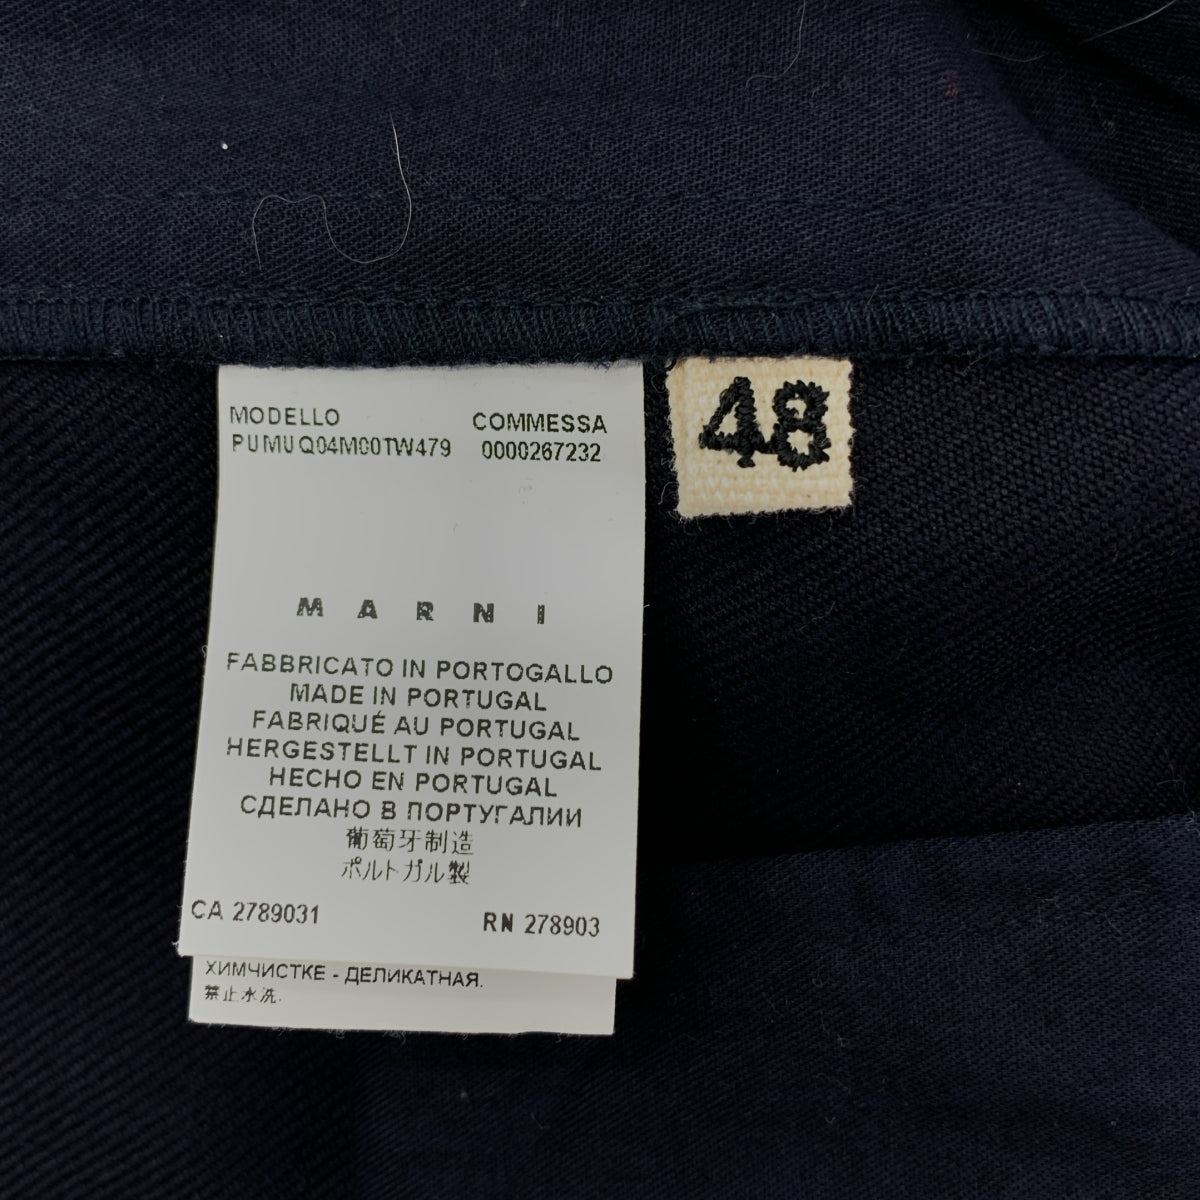 MODELLO COMMESSA
PUMUQ04M00TW479 0000267232
48
MARNI
FABBRICATO IN PORTOGALLO
MADE IN PORTUGAL
FABRIQUÉ AU PORTUGAL
HERGESTELLT IN PORTUGAL
HECHO EN PORTUGAL
СДЕЛАНО В ПОРТУГАЛИИ
葡萄牙制造
ポルトガル製
CA 2789031 RN 278903
ХИМЧИСТКЕ - ДЕЛИКАТНАЯ.
禁止水洗.